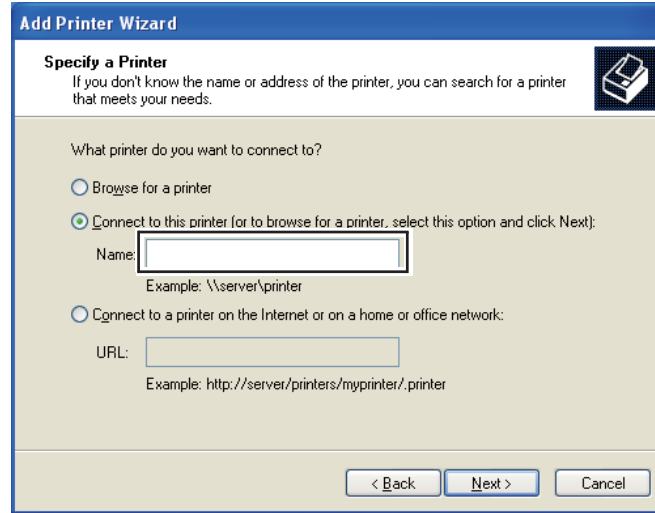 Add Printer Wizard
Specify a Printer
If you don't know the name or address of the printer, you can search for a printer
that meets your needs.
What printer do you want to connect to?
Browse for a printer
Connect to this printer (or to browse for a printer, select this option and click Next):
Name:
Example: \\server\printer
Connect to a printer on the Internet or on a home or office network:
URL:
Example: http://server/printers/myprinter/.printer
< Back Next > Cancel